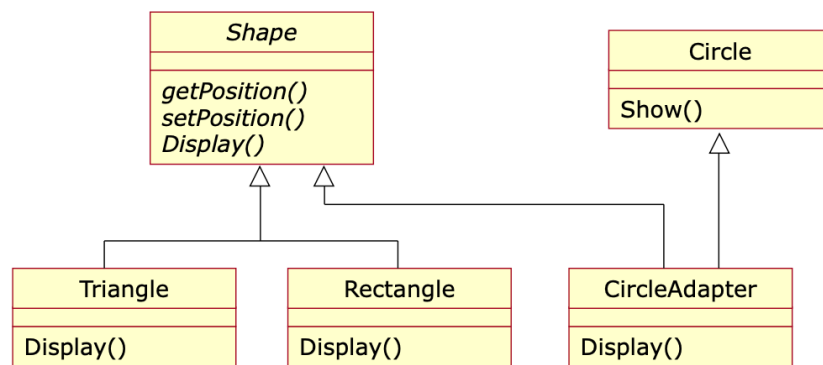 Shape
getPosition()
setPosition()
Display()
Circle
Show()
Triangle
Display()
Rectangle
Display()
CircleAdapter
Display()